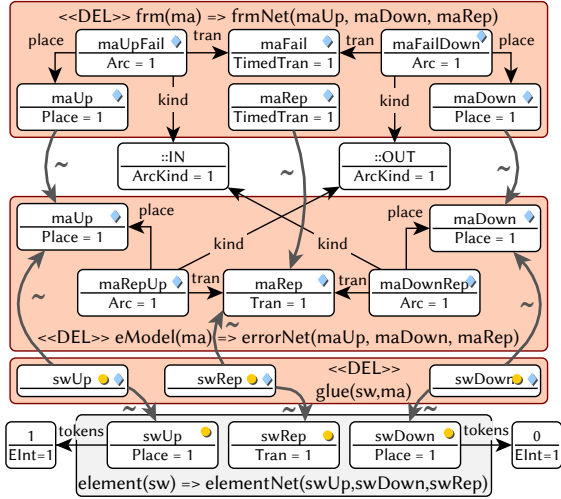 <<DEL>> frm(ma) => frmNet(maUp, maDown, maRep)
place
maUpFail
Arc = 1
tran
maFail
TimedTran = 1
tran
maFailDown
Arc = 1
place
maUp
Place = 1
kind
maRep
TimedTran = 1
kind
maDown
Place = 1
~
::IN
ArcKind = 1
~
::OUT
ArcKind = 1
~
maUp
Place = 1
place
kind
kind
place
maDown
Place = 1
~
maRepUp
Arc = 1
tran
maRep
Tran = 1
tran
maDownRep
Arc = 1
~
~
<<DEL>> eModel(ma) => errorNet(maUp, maDown, maRep)
swUp
swRep
<<DEL>>
glue(sw,ma)
swDown
~
~
~
1
EInt=1
tokens
swUp
Place = 1
swRep
Tran = 1
swDown
Place = 1
tokens
0
EInt=1
element(sw) => elementNet(swUp,swDown,swRep)